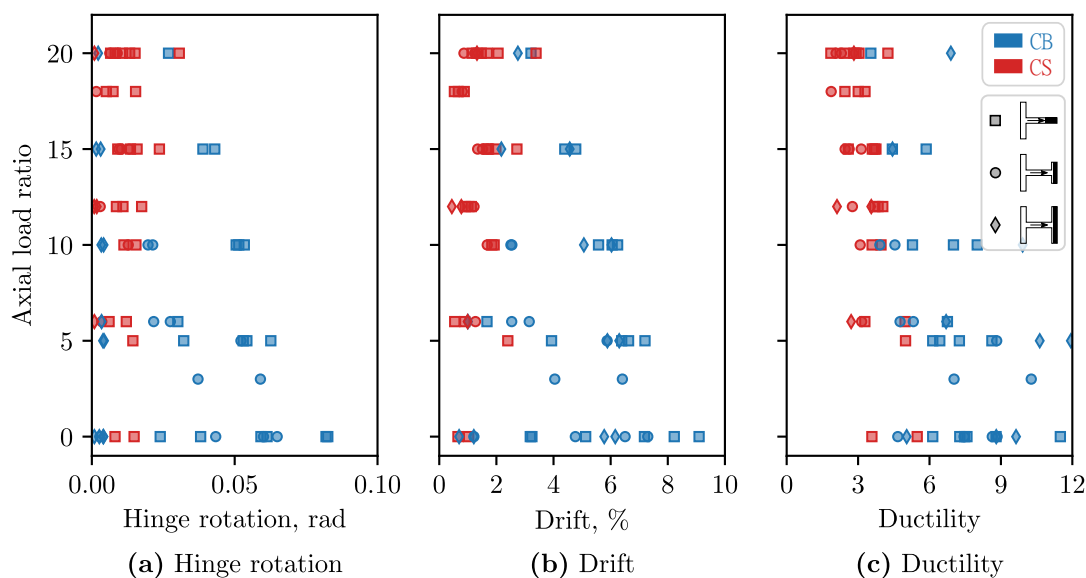 CB
CS
Axial load ratio
20
15
10
5
0
0.00 0.05 0.10
0 2 4 6 8 10
0 3 6 9 12
Hinge rotation, rad
Drift, %
Ductility
(a) Hinge rotation
(b) Drift
(c) Ductility